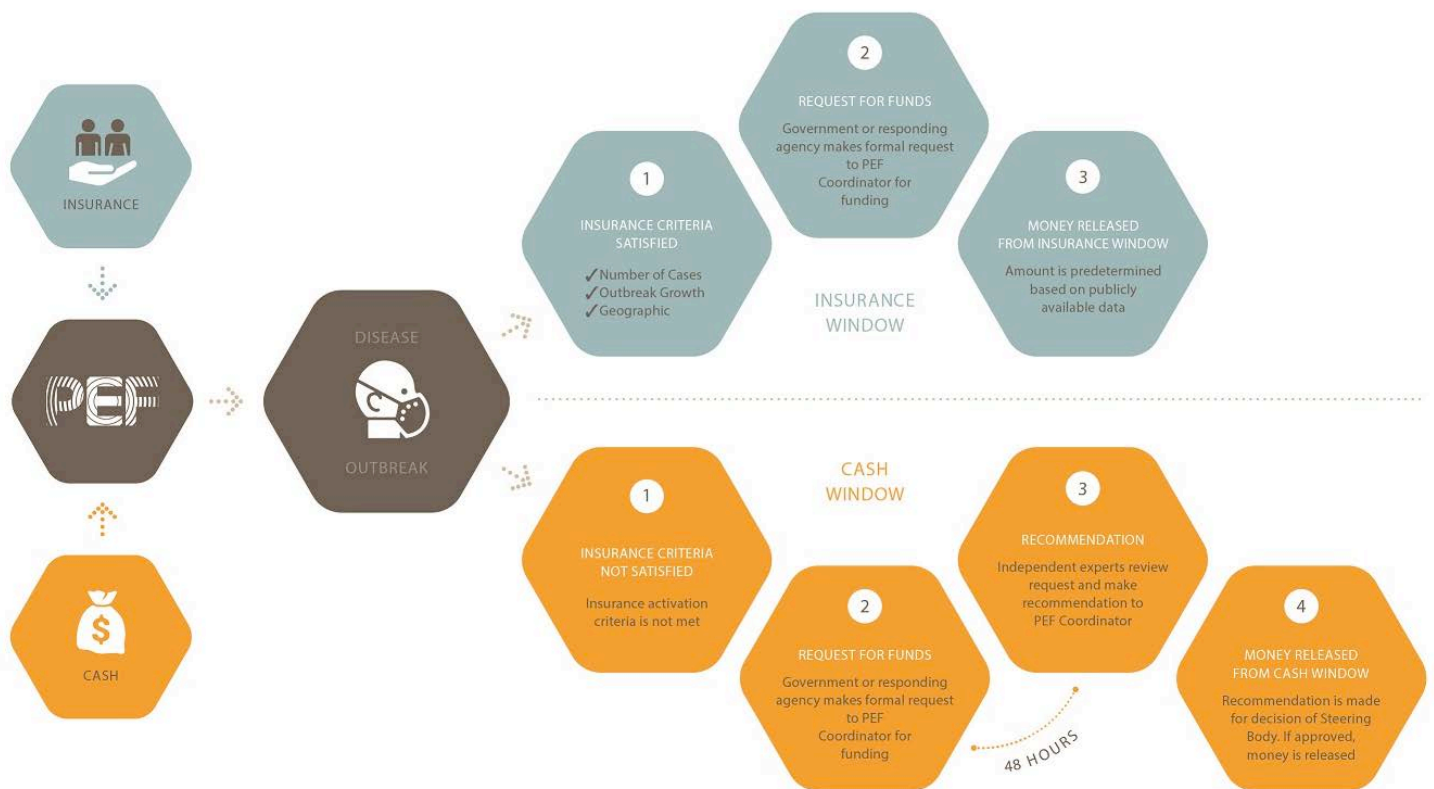 INSURANCE
PEF
$
CASH
DISEASE
OUTBREAK
1
INSURANCE CRITERIA
SATISFIED
✓Number of Cases
✓Outbreak Growth
✓Geographic
2
REQUEST FOR FUNDS
Government or responding
agency makes formal request
to PEF
Coordinator for
funding
3
MONEY RELEASED
FROM INSURANCE WINDOW
Amount is predetermined
based on publicly
available data
INSURANCE
WINDOW
CASH
WINDOW
1
INSURANCE CRITERIA
NOT SATISFIED
Insurance activation
criteria is not met
2
REQUEST FOR FUNDS
Government or responding
agency makes formal request
to PEF
Coordinator for
funding
48 HOURS
3
RECOMMENDATION
Independent experts review
request and make
recommendation to
PEF Coordinator
4
MONEY RELEASED
FROM CASH WINDOW
Recommendation is made
for decision of Steering
Body. If approved,
money is released